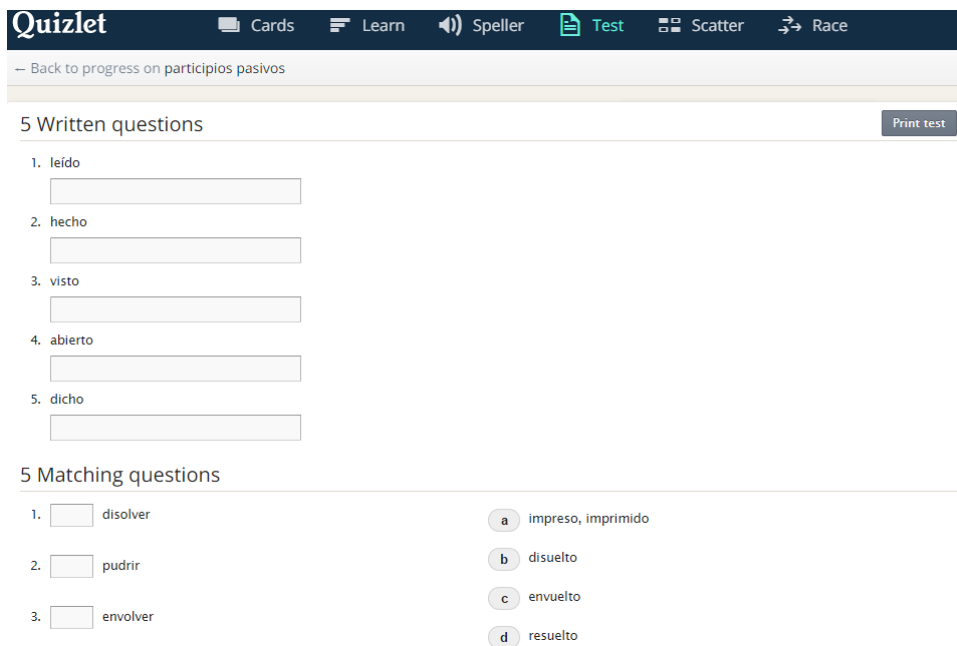 Quizlet Cards Learn Speller Test Scatter Race
← Back to progress on participios pasivos
5 Written questions
Print test
1. leído
2. hecho
3. visto
4. abierto
5. dicho
5 Matching questions
1. disolver
2. pudrir
3. envolver
a impreso, imprimido
b disuelto
c envuelto
d resuelto